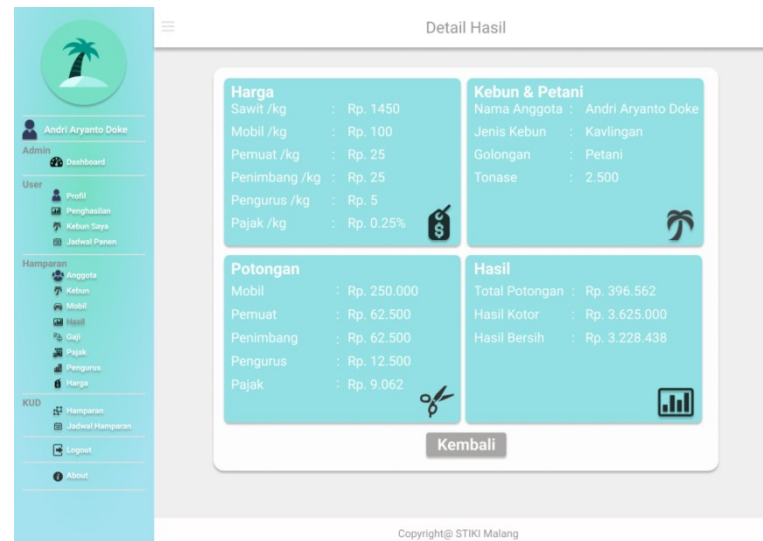 Detail Hasil
Andri Aryanto Doke
Admin
Dashboard
User
Profil
Penghasilan
Kebun Saya
Jadwal Panen
Hamparan
Anggota
Kebun
Mobil
Hasil
Gaji
Pajak
Pengurus
Harga
KUD
Hamparan
Jadwal Hamparan
Logout
About
Harga
Sawit /kg : Rp. 1450
Mobil /kg : Rp. 100
Pemuat /kg : Rp. 25
Penimbang /kg : Rp. 25
Pengurus /kg : Rp. 5
Pajak /kg : Rp. 0.25%
Kebun & Petani
Nama Anggota : Andri Aryanto Doke
Jenis Kebun : Kavlingan
Golongan : Petani
Tonase : 2.500
Potongan
Mobil : Rp. 250.000
Pemuat : Rp. 62.500
Penimbang : Rp. 62.500
Pengurus : Rp. 12.500
Pajak : Rp. 9.062
Hasil
Total Potongan : Rp. 396.562
Hasil Kotor : Rp. 3.625.000
Hasil Bersih : Rp. 3.228.438
Kembali
Copyright@ STIKI Malang